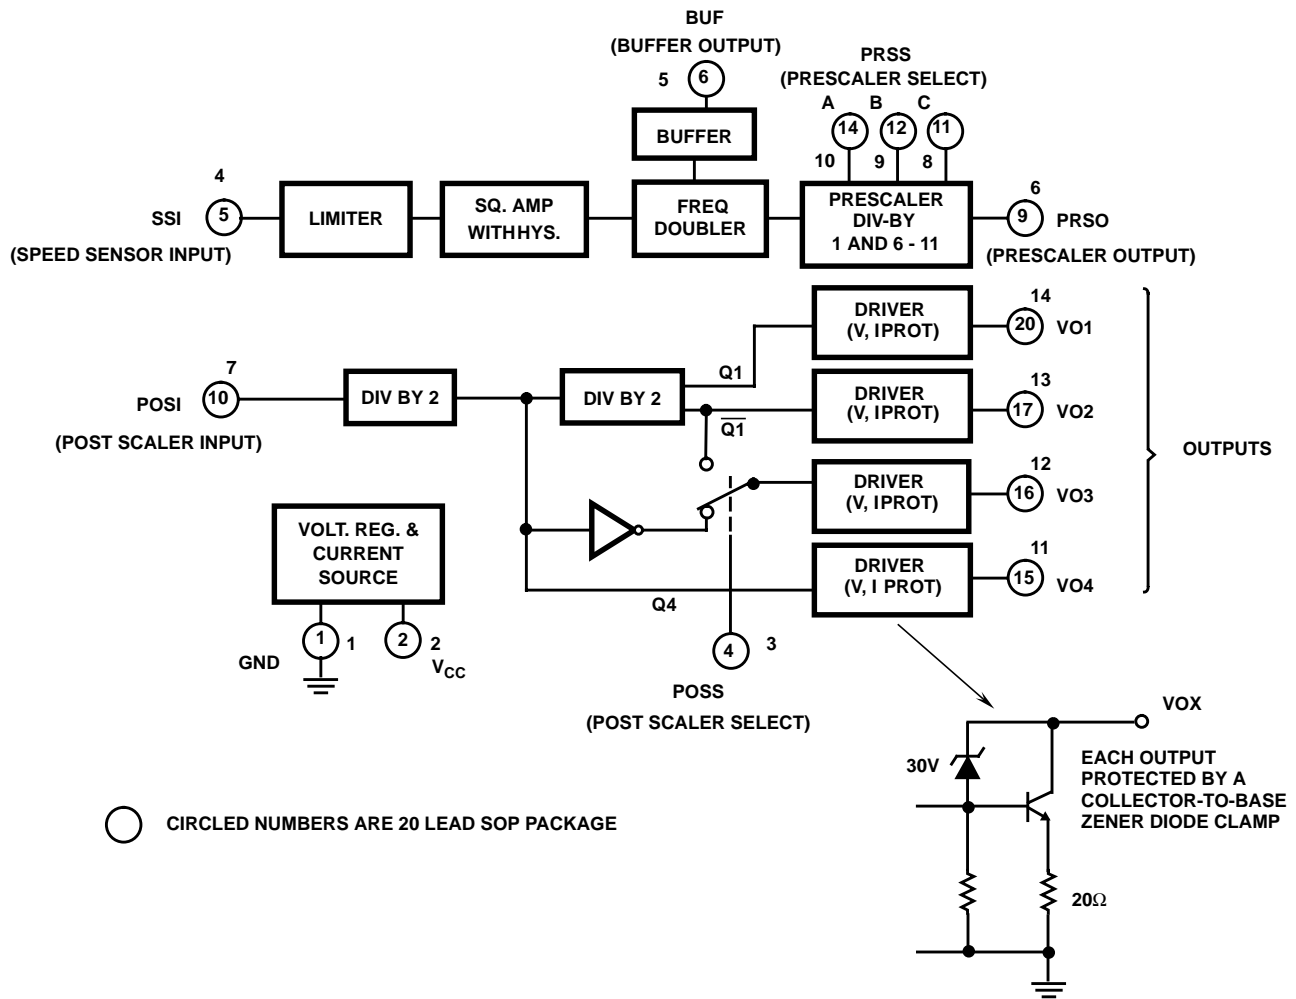 BUF
(BUFFER OUTPUT)
5 6
PRSS
(PRESCALER SELECT)
A B C
14 12 11
10 9 8
BUFFER
4
SSI 5
(SPEED SENSOR INPUT)
LIMITER
SQ. AMP
WITHHYS.
FREQ
DOUBLER
PRESCALER
DIV-BY
1 AND 6 - 11
6
9 PRSO
(PRESCALER OUTPUT)
DRIVER
(V, IPROT)
14
20 VO1
7
POSI 10
(POST SCALER INPUT)
DIV BY 2
DIV BY 2
Q1
Q1
DRIVER
(V, IPROT)
13
17 VO2
OUTPUTS
DRIVER
(V, IPROT)
12
16 VO3
VOLT. REG. &
CURRENT
SOURCE
DRIVER
(V, I PROT)
11
15 VO4
Q4
1 1
GND
2 2
VCC
4 3
POSS
(POST SCALER SELECT)
VOX
30V
EACH OUTPUT
PROTECTED BY A
COLLECTOR-TO-BASE
ZENER DIODE CLAMP
20Ω
CIRCLED NUMBERS ARE 20 LEAD SOP PACKAGE